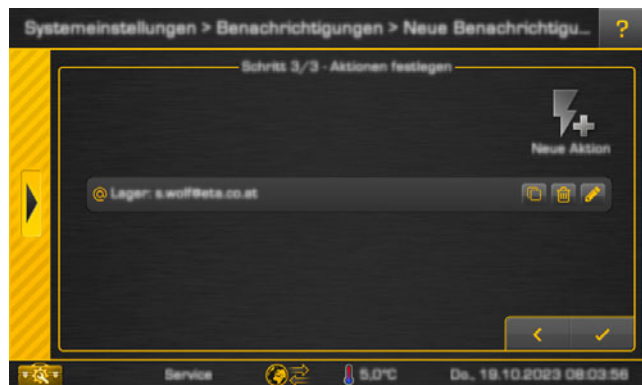 Systemeinstellungen > Benachrichtigungen > Neue Benachrichtigu... ?
Schritt 3/3 - Aktionen festlegen
Neue Aktion
@ Lager: s.wolf@eta.co.at
Service 5,0°C Do., 19.10.2023 08:03:56